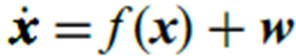 ẋ = f(x) + w